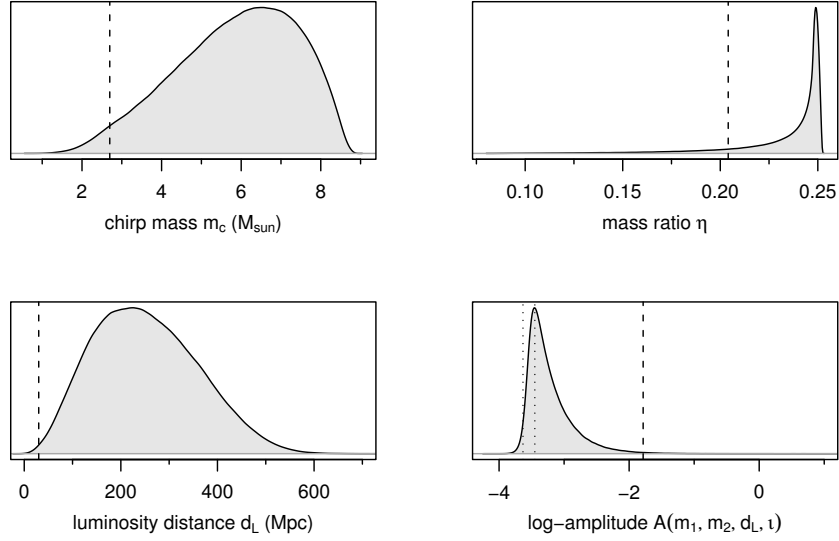 2 4 6 8
chirp mass m_c (M_sun)
0.10 0.15 0.20 0.25
mass ratio η
0 200 400 600
luminosity distance d_L (Mpc)
−4 −2 0
log−amplitude A(m_1, m_2, d_L, ι)